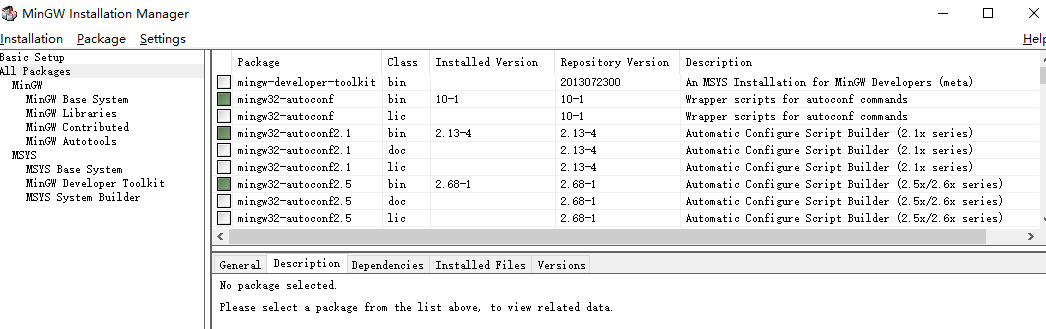 MinGW Installation Manager
Installation Package Settings Help
Basic Setup
All Packages
MinGW
MinGW Base System
MinGW Libraries
MinGW Contributed
MinGW Autotools
MSYS
MSYS Base System
MinGW Developer Toolkit
MSYS System Builder
Package Class Installed Version Repository Version Description
mingw-developer-toolkit bin 2013072300 An MSYS Installation for MinGW Developers (meta)
mingw32-autoconf bin 10-1 10-1 Wrapper scripts for autoconf commands
mingw32-autoconf lic 10-1 Wrapper scripts for autoconf commands
mingw32-autoconf2.1 bin 2.13-4 2.13-4 Automatic Configure Script Builder (2.1x series)
mingw32-autoconf2.1 doc 2.13-4 Automatic Configure Script Builder (2.1x series)
mingw32-autoconf2.1 lic 2.13-4 Automatic Configure Script Builder (2.1x series)
mingw32-autoconf2.5 bin 2.68-1 2.68-1 Automatic Configure Script Builder (2.5x/2.6x series)
mingw32-autoconf2.5 doc 2.68-1 Automatic Configure Script Builder (2.5x/2.6x series)
mingw32-autoconf2.5 lic 2.68-1 Automatic Configure Script Builder (2.5x/2.6x series)
General Description Dependencies Installed Files Versions
No package selected.
Please select a package from the list above, to view related data.